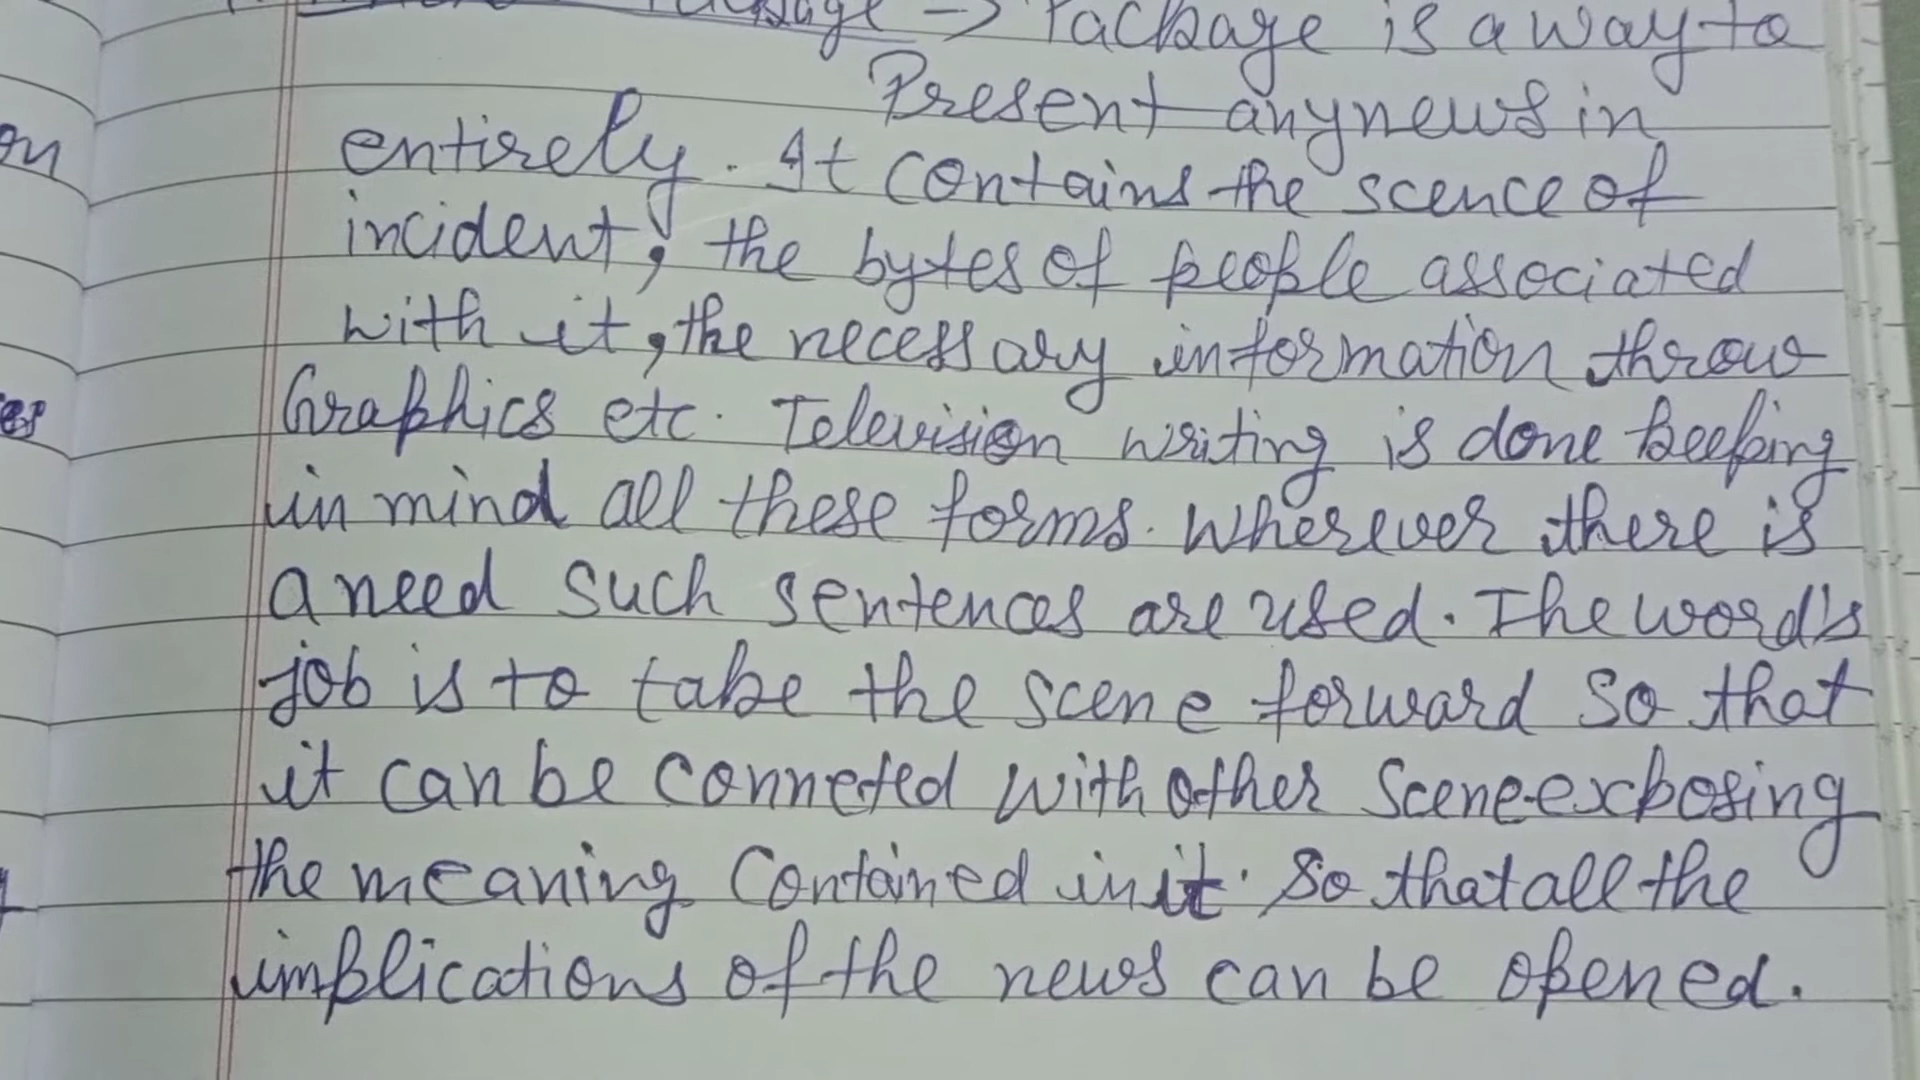 Package -> Package is a way to
Present any news in
entirely. It contains the scence of
incident, the bytes of people associated
with it, the necessary information throw
Graphics etc. Television writing is done keeping
in mind all these forms. Wherever there is
a need such sentences are used. The word's
job is to take the scene forward so that
it can be conneted with other scene exposing
the meaning contained in it. So that all the
implications of the news can be opened.